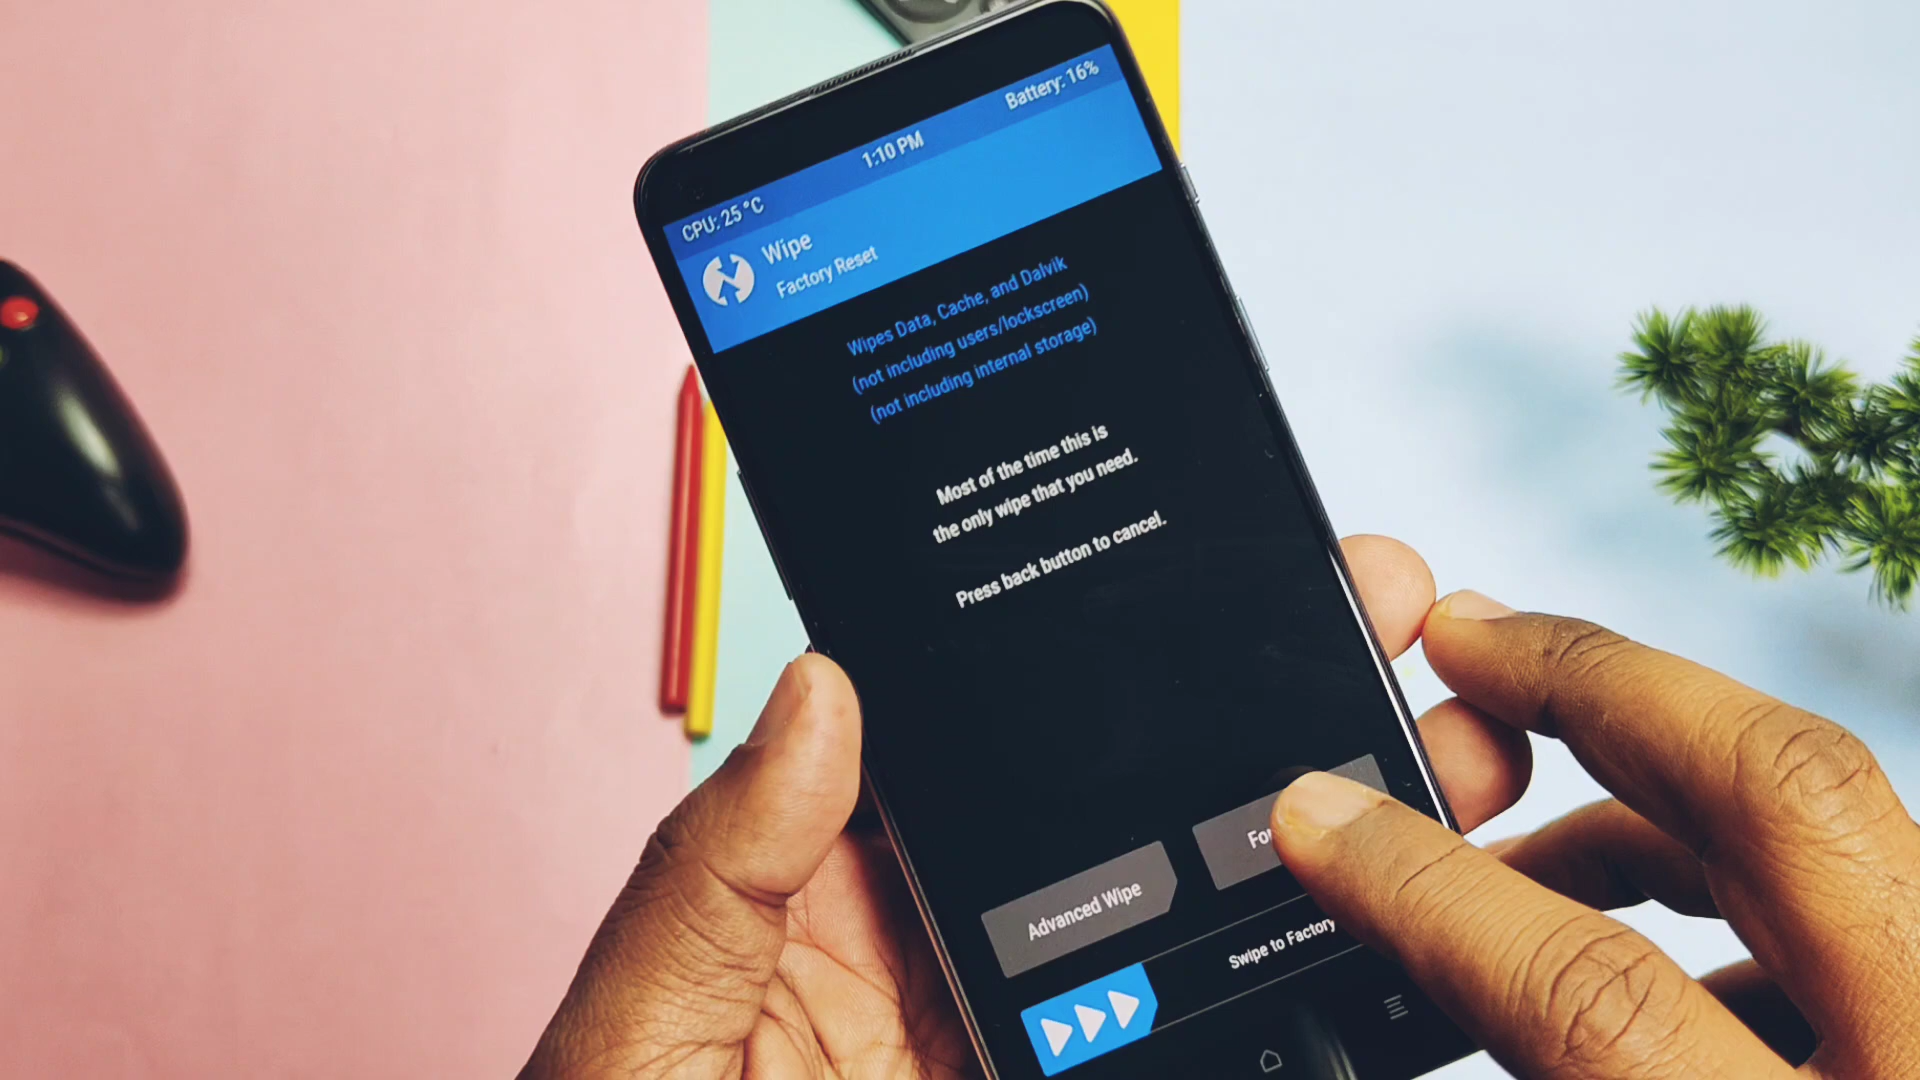 CPU: 25 °C
1:10 PM
Battery: 16%
Wipe
Factory Reset
Wipes Data, Cache, and Dalvik
(not including users/lockscreen)
(not including internal storage)
Most of the time this is
the only wipe that you need.
Press back button to cancel.
Advanced Wipe
Swipe to Factory